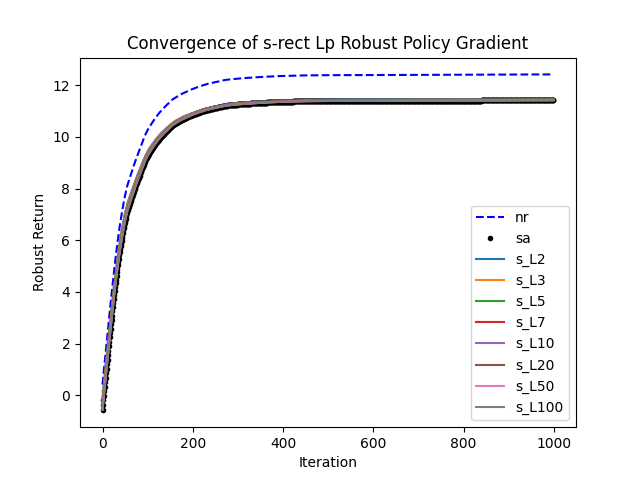 Convergence of s-rect Lp Robust Policy Gradient
Robust Return
12
10
8
6
4
2
0
nr
sa
s_L2
s_L3
s_L5
s_L7
s_L10
s_L20
s_L50
s_L100
0 200 400 600 800 1000
Iteration